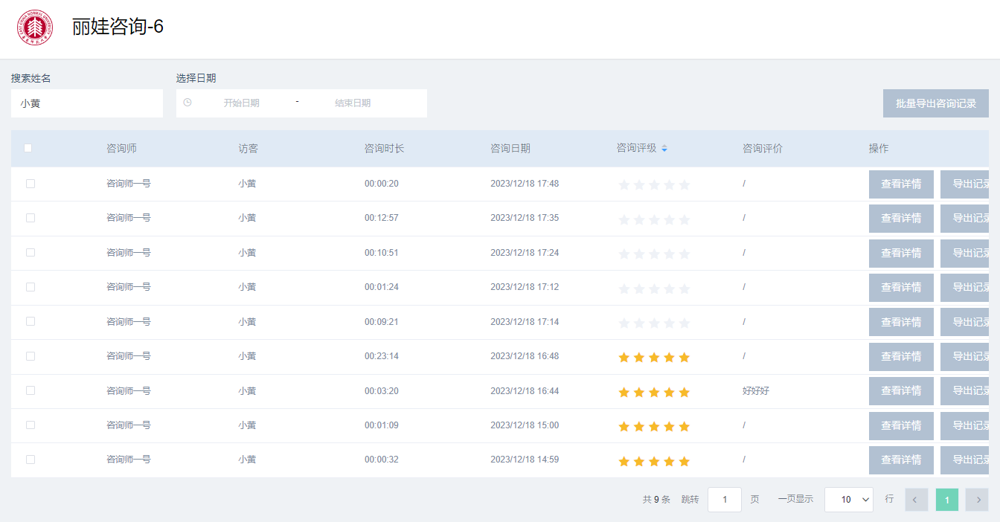 丽娃咨询-6
搜索姓名 选择日期
小黄 开始日期 - 结束日期 批量导出咨询记录
咨询师 访客 咨询时长 咨询日期 咨询评级 咨询评价 操作
咨询师一号 小黄 00:00:20 2023/12/18 17:48 / 查看详情 导出记录
咨询师一号 小黄 00:12:57 2023/12/18 17:35 / 查看详情 导出记录
咨询师一号 小黄 00:10:51 2023/12/18 17:24 / 查看详情 导出记录
咨询师一号 小黄 00:01:24 2023/12/18 17:12 / 查看详情 导出记录
咨询师一号 小黄 00:09:21 2023/12/18 17:14 / 查看详情 导出记录
咨询师一号 小黄 00:23:14 2023/12/18 16:48 / 查看详情 导出记录
咨询师一号 小黄 00:03:20 2023/12/18 16:44 好好好 查看详情 导出记录
咨询师一号 小黄 00:01:09 2023/12/18 15:00 / 查看详情 导出记录
咨询师一号 小黄 00:00:32 2023/12/18 14:59 / 查看详情 导出记录
共 9 条 跳转 1 页 一页显示 10 行 1